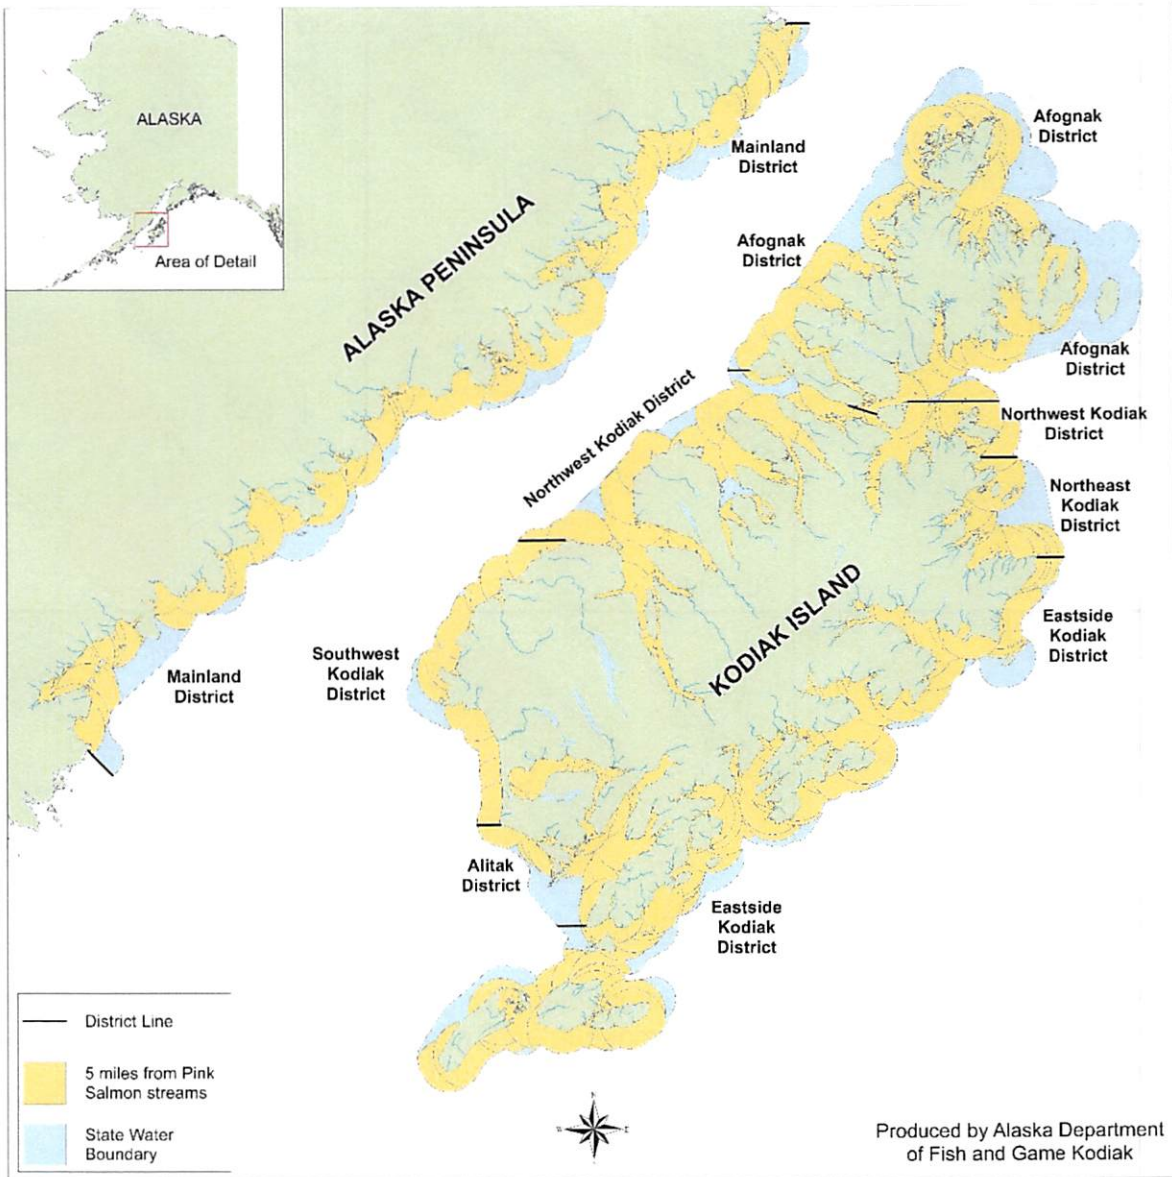 ALASKA
Area of Detail
Afognak
District
Mainland
District
ALASKA PENINSULA
Afognak
District
Afognak
District
Northwest Kodiak District
Northwest Kodiak
District
Northeast
Kodiak
District
KODIAK ISLAND
Eastside
Kodiak
District
Southwest
Kodiak
District
Mainland
District
Alitak
District
Eastside
Kodiak
District
District Line
5 miles from Pink
Salmon streams
State Water
Boundary
N
W
E
Produced by Alaska Department
of Fish and Game Kodiak